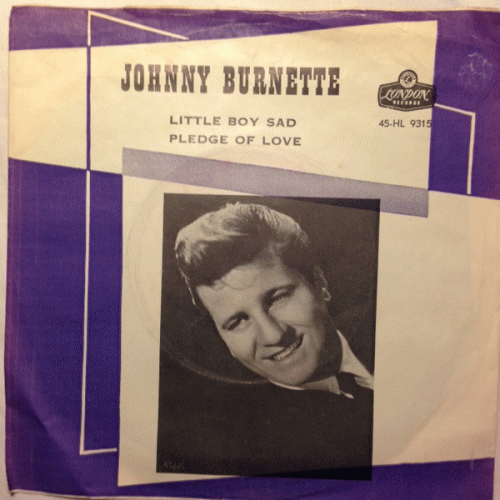 JOHNNY BURNETTE
LONDON
RECORDS
LITTLE BOY SAD
45-HL 9315
PLEDGE OF LOVE